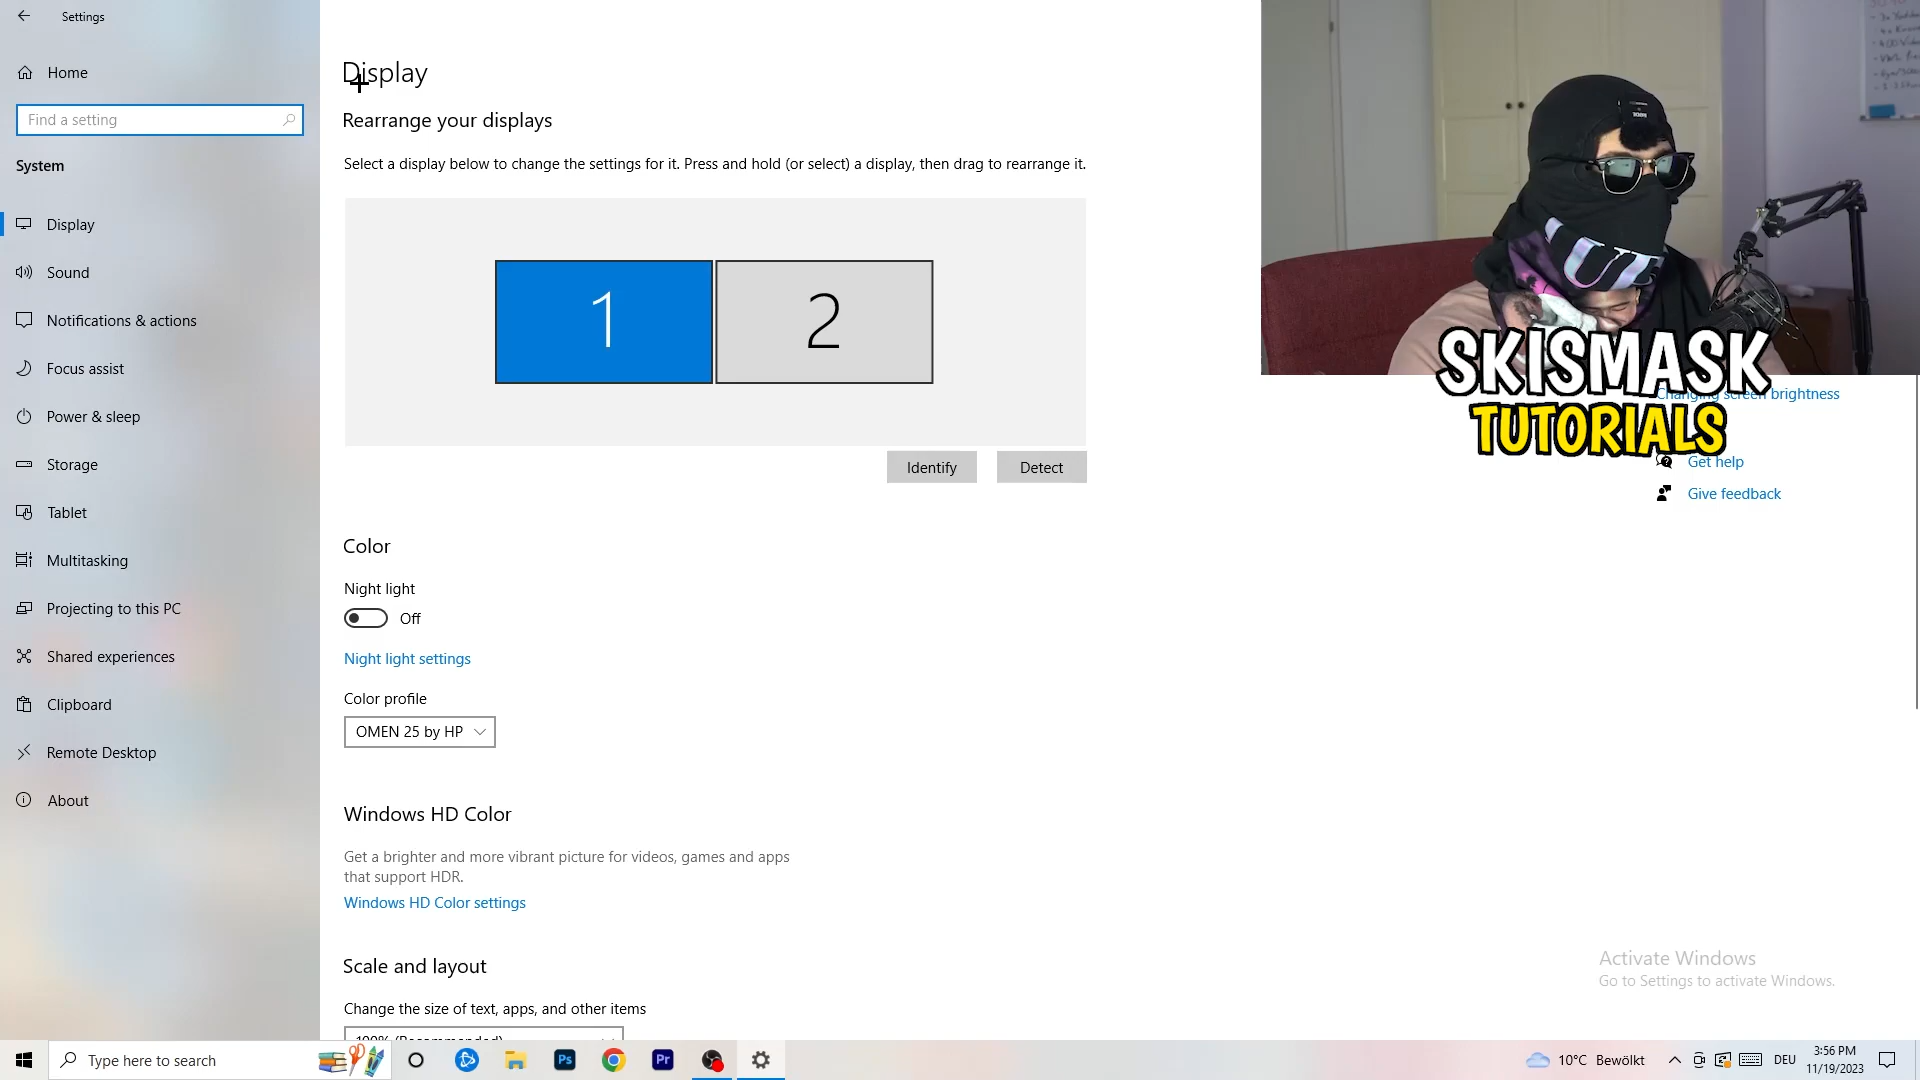 Settings
Home
Find a setting
System
Display
Sound
Notifications & actions
Focus assist
Power & sleep
Storage
Tablet
Multitasking
Projecting to this PC
Shared experiences
Clipboard
Remote Desktop
About
Display
Rearrange your displays
Select a display below to change the settings for it. Press and hold (or select) a display, then drag to rearrange it.
1
2
Identify
Detect
Color
Night light
Off
Night light settings
Color profile
OMEN 25 by HP
Windows HD Color
Get a brighter and more vibrant picture for videos, games and apps
that support HDR.
Windows HD Color settings
Scale and layout
Change the size of text, apps, and other items
100% (Recommended)
SKISMASK
TUTORIALS
Changing screen brightness
Get help
Give feedback
Activate Windows
Go to Settings to activate Windows.
Type here to search
Ps
Pr
10°C Bewölkt
DEU
3:56 PM
11/19/2023